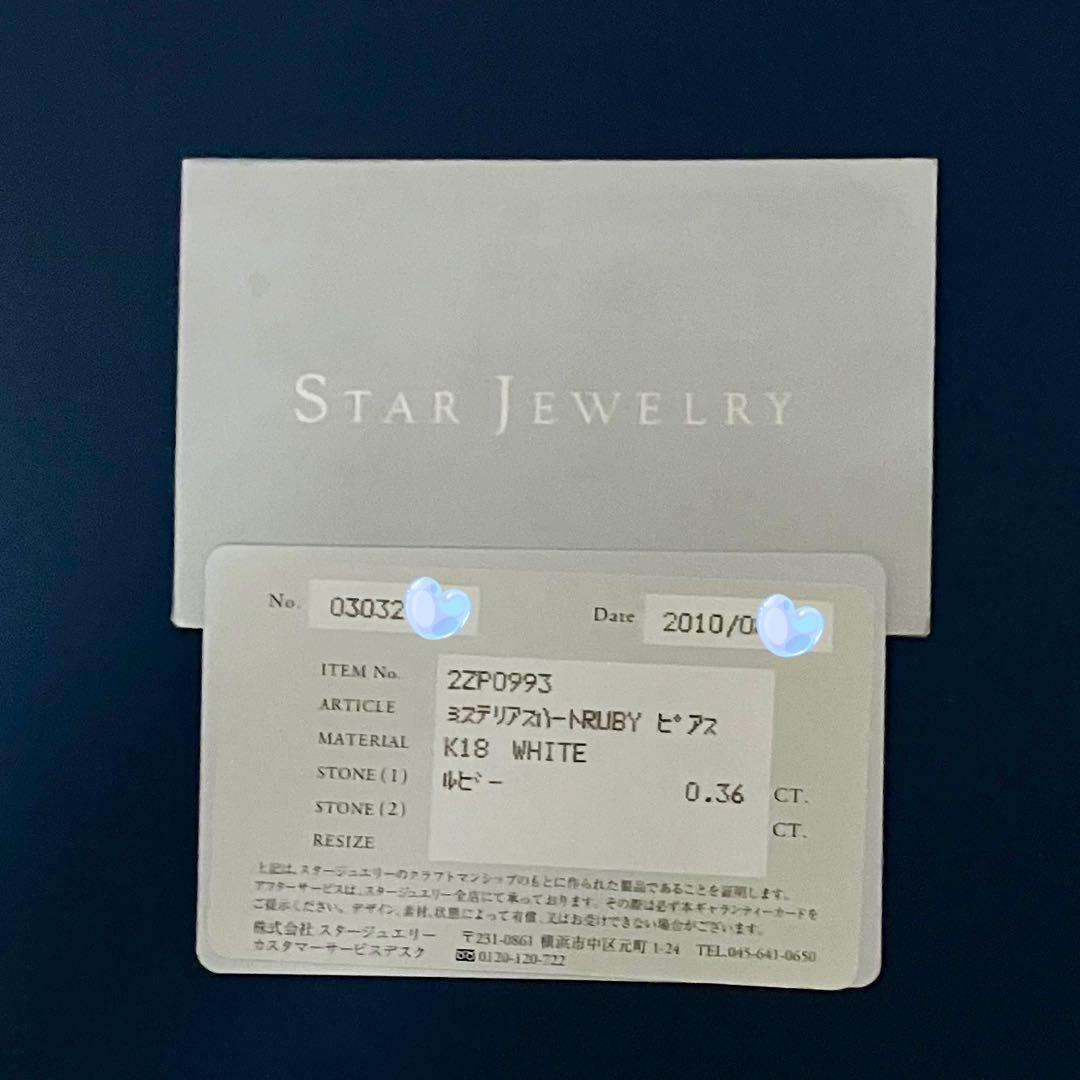 STAR JEWELRY
No. 03032
Date 2010/0
ITEM No. 2ZP0993
ARTICLE ミステリアスハートRUBY ピアス
MATERIAL K18 WHITE
STONE(1) ルビー 0.36 CT.
STONE(2) CT.
RESIZE
上記は、スタージュエリーのクラフトマンシップのもとに作られた製品であることを証明します。
アフターサービスは、スタージュエリー全店にて承っております。その際は必ず本ギャランティーカードを
ご提示ください。デザイン、素材、状態によって有償、又はお受けできない場合がございます。
株式会社 スタージュエリー 〒231-0861 横浜市中区元町 1-24 TEL.045-641-0650
カスタマーサービスデスク 0120-120-722